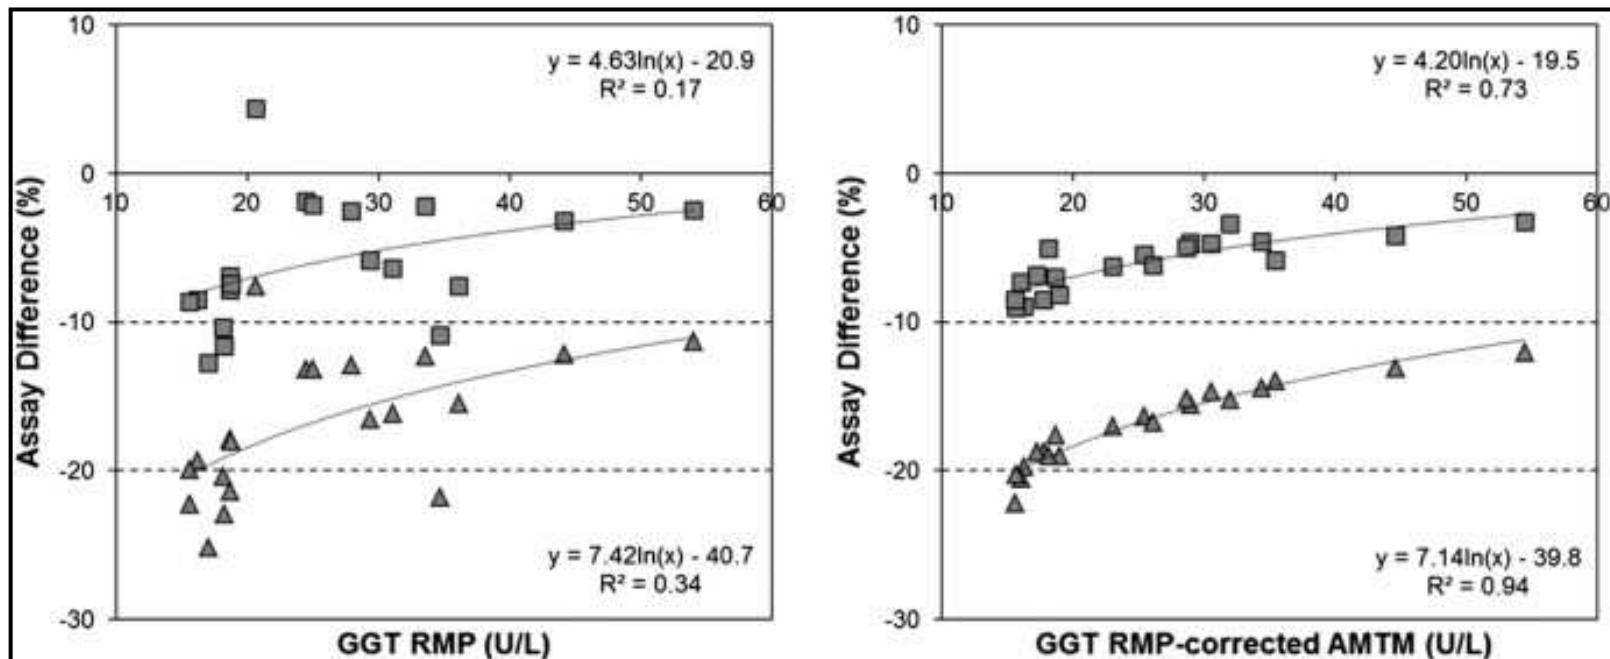 10
y = 4.63ln(x) - 20.9
R² = 0.17
0
10 20 30 40 50 60
-10
-20
-30
y = 7.42ln(x) - 40.7
R² = 0.34
Assay Difference (%)
GGT RMP (U/L)
10
y = 4.20ln(x) - 19.5
R² = 0.73
0
10 20 30 40 50 60
-10
-20
-30
y = 7.14ln(x) - 39.8
R² = 0.94
Assay Difference (%)
GGT RMP-corrected AMTM (U/L)